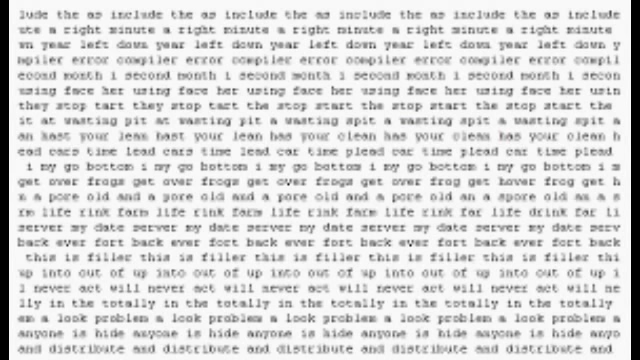 lude the as include the as include the as include the as include the as include
ute a right minute a right minute a right minute a right minute a right minute
wn year left down year left down year left down year left down year left down y
mpiler error compiler error compiler error compiler error compiler error compil
econd month i second month i second month i second month i second month i secon
using face her using face her using face her using face her using face her usin
they stop tart they stop tart the stop start the stop start the stop start the
it at wasting pit at wasting pit a wasting spit a wasting spit a wasting spit a
an hast your lean hast your lean has your clean has your clean has your clean h
ead cars time lead cars time lead car time plead car time plead car time plead
i my go bottom i my go bottom i my go bottom i my go bottom i my go bottom i m
get over frogs get over frogs get over frogs get over frog get hover frog get h
n a pore old and a pore old and a pore old and a pore old an a spore old an a s
rm life rink farm life rink farm life rink farm life rink far life drink far li
server my date server my date server my date server my date server my date serv
back ever fort back ever fort back ever fort back ever fort back ever fort back
this is filler this is filler this is filler this is filler this is filler thi
up into out of up into out of up into out of up into out of up into out of up i
l never act will never act will never act will never act will never act will ne
lly in the totally in the totally in the totally in the totally in the totally
em a look problem a look problem a look problem a look problem a look problem a
anyone is hide anyone is hide anyone is hide anyone is hide anyone is hide anyo
and distribute and distribute and distribute and distribute and distribute and